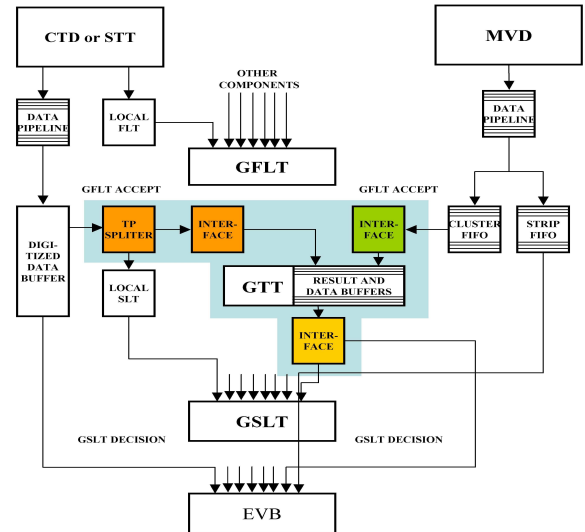 CTD or STT
MVD
OTHER
COMPONENTS
DATA
PIPELINE
LOCAL
FLT
DATA
PIPELINE
GFLT
GFLT ACCEPT
GFLT ACCEPT
DIGI-
TIZED DATA
BUFFER
TP
SPLITER
INTER-
FACE
INTER-
FACE
CLUSTER
FIFO
STRIP
FIFO
LOCAL
SLT
GTT
RESULT AND
DATA BUFFERS
INTER-
FACE
GSLT
GSLT DECISION
GSLT DECISION
EVB